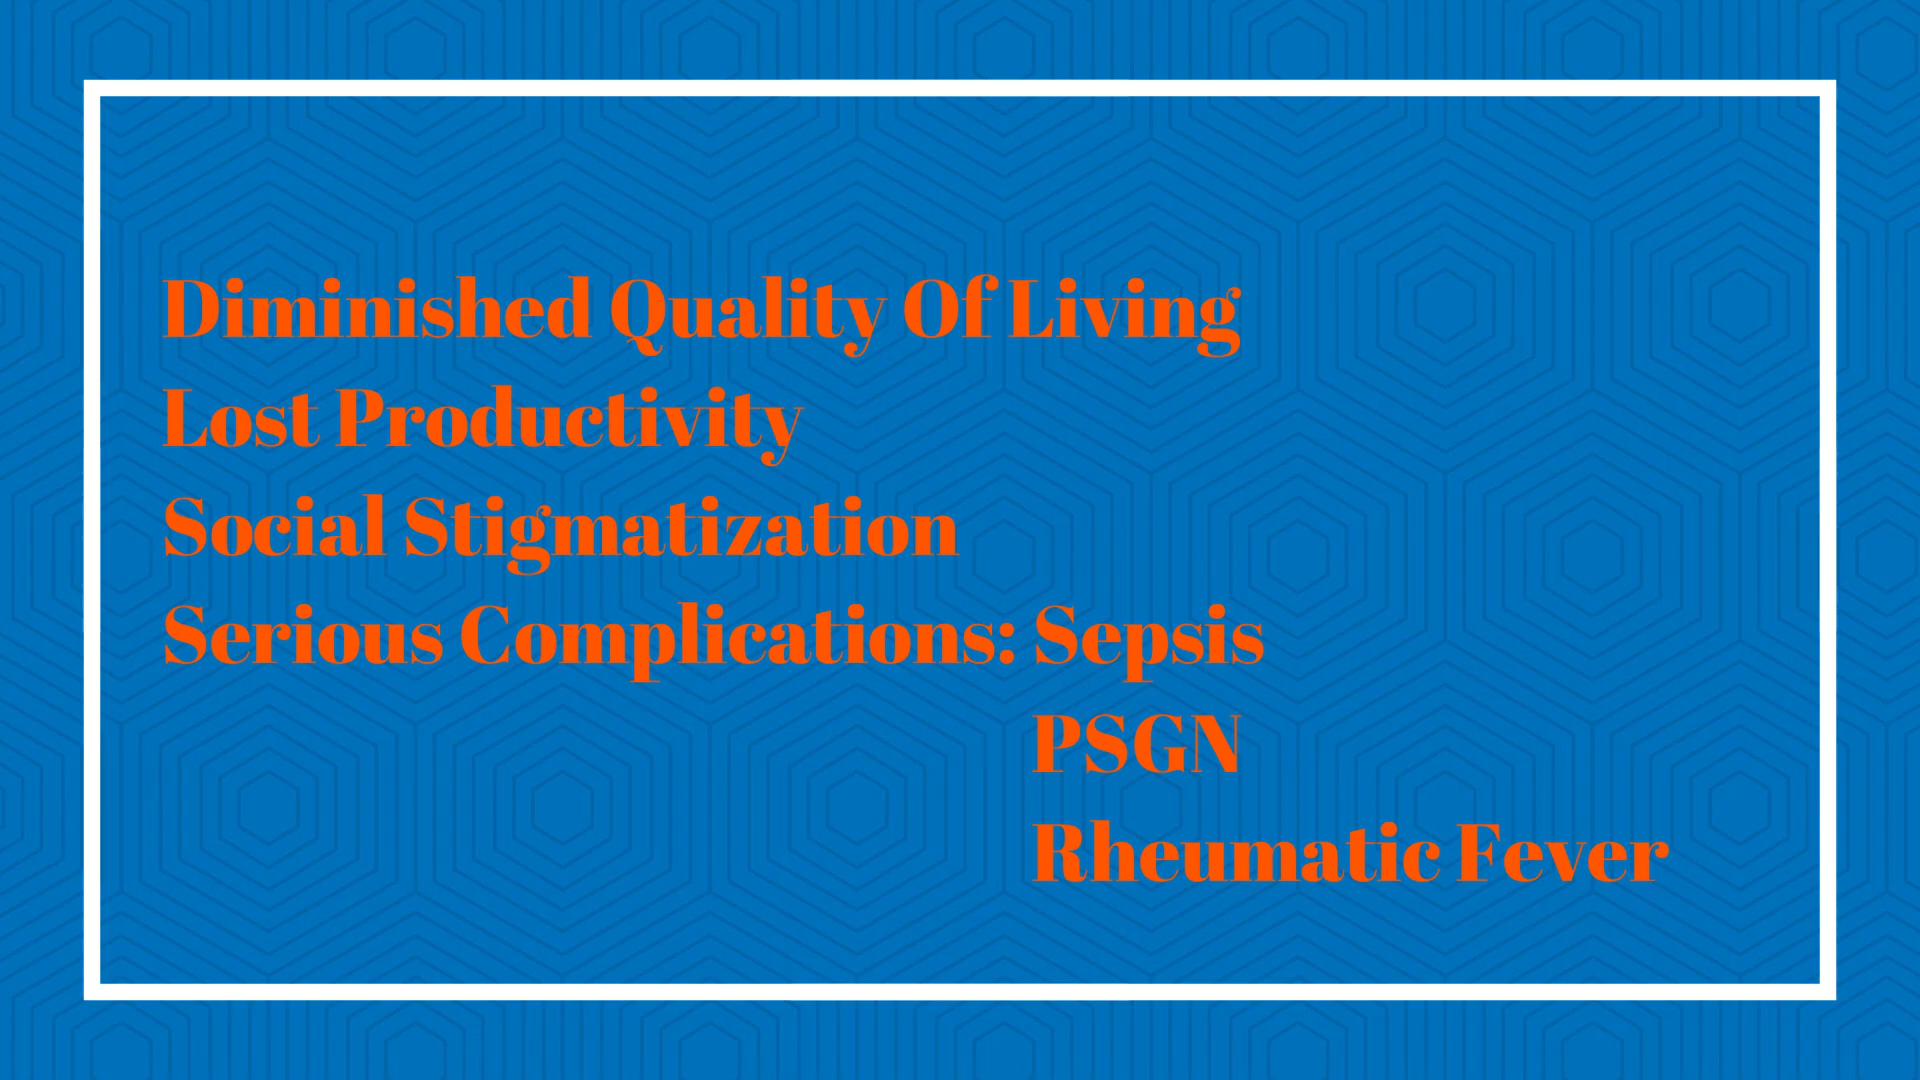 Diminished Quality Of Living
Lost Productivity
Social Stigmatization
Serious Complications: Sepsis
PSGN
Rheumatic Fever